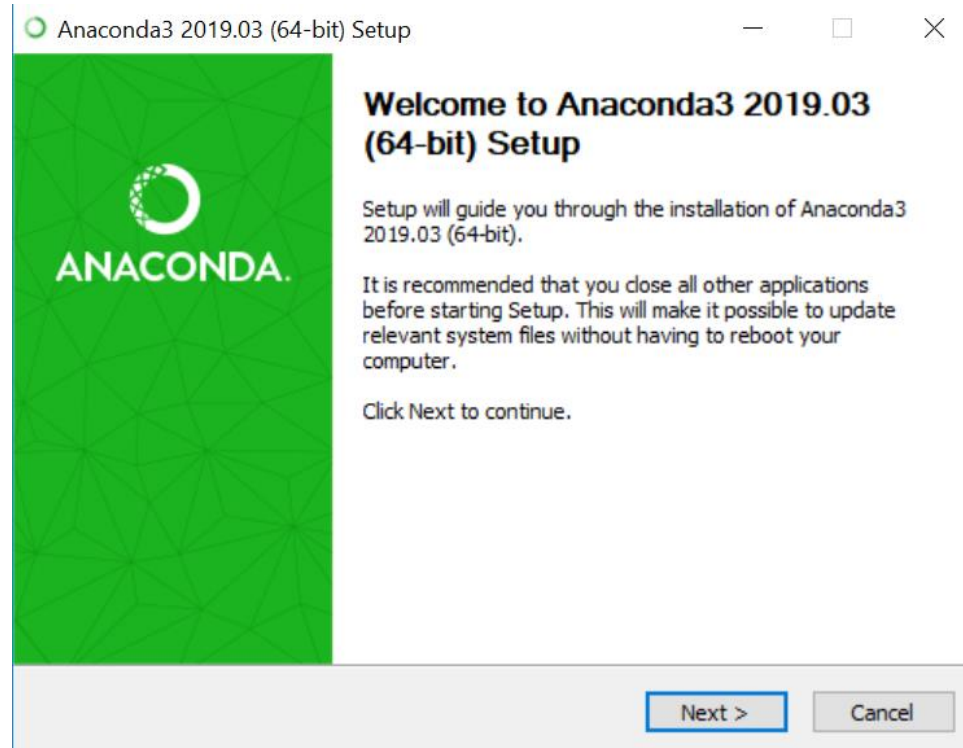 Anaconda3 2019.03 (64-bit) Setup
Welcome to Anaconda3 2019.03
(64-bit) Setup
ANACONDA.
Setup will guide you through the installation of Anaconda3
2019.03 (64-bit).
It is recommended that you close all other applications
before starting Setup. This will make it possible to update
relevant system files without having to reboot your
computer.
Click Next to continue.
Next >
Cancel